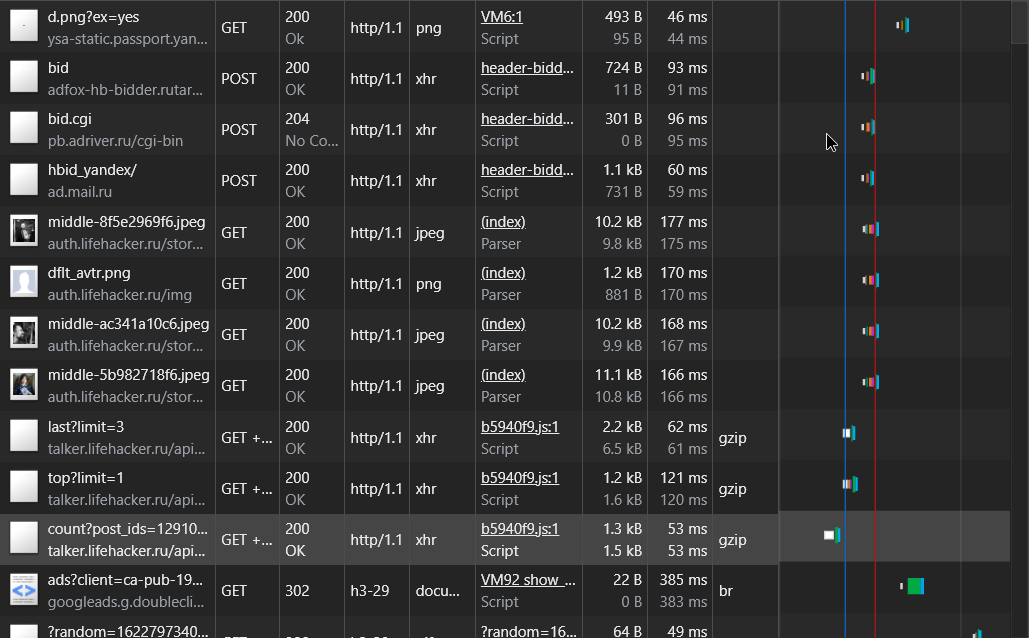 d.png?ex=yes GET 200 http/1.1 png VM6:1 493 B 46 ms
ysa-static.passport.yan... Ok Script 95 B 44 ms
bid POST 200 http/1.1 xhr header-bidd... 724 B 93 ms
adfox-hb-bidder.rutar... OK Script 11 B 91 ms
bid.cgi POST 204 http/1.1 xhr header-bidd... 301 B 96 ms
pb.adriver.ru/cgi-bin No Co... Script 0 B 95 ms
hbid_yandex/ POST 200 http/1.1 xhr header-bidd... 1.1 kB 60 ms
ad.mail.ru OK Script 731 B 59 ms
middle-8f5e2969f6.jpeg GET 200 http/1.1 jpeg (index) 10.2 kB 177 ms
auth.lifehacker.ru/stor... OK Parser 9.8 kB 175 ms
dflt_avtr.png GET 200 http/1.1 png (index) 1.2 kB 170 ms
auth.lifehacker.ru/img OK Parser 881 B 170 ms
middle-ac341a10c6.jpeg GET 200 http/1.1 jpeg (index) 10.2 kB 168 ms
auth.lifehacker.ru/stor... OK Parser 9.9 kB 167 ms
middle-5b982718f6.jpeg GET 200 http/1.1 jpeg (index) 11.1 kB 166 ms
auth.lifehacker.ru/stor... OK Parser 10.8 kB 166 ms
last?limit=3 GET +... 200 http/1.1 xhr b5940f9.js:1 2.2 kB 62 ms gzip
talker.lifehacker.ru/api... OK Script 6.5 kB 61 ms
top?limit=1 GET +... 200 http/1.1 xhr b5940f9.js:1 1.2 kB 121 ms gzip
talker.lifehacker.ru/api... OK Script 1.6 kB 120 ms
count?post_ids=12910... GET +... 200 http/1.1 xhr b5940f9.js:1 1.3 kB 53 ms gzip
talker.lifehacker.ru/api... OK Script 1.5 kB 53 ms
ads?client=ca-pub-19... GET 302 h3-29 docu... VM92 show_... 22 B 385 ms br
googleads.g.doublecli... Script 0 B 383 ms
?random=1622797340... ?random=16... 64 B 49 ms